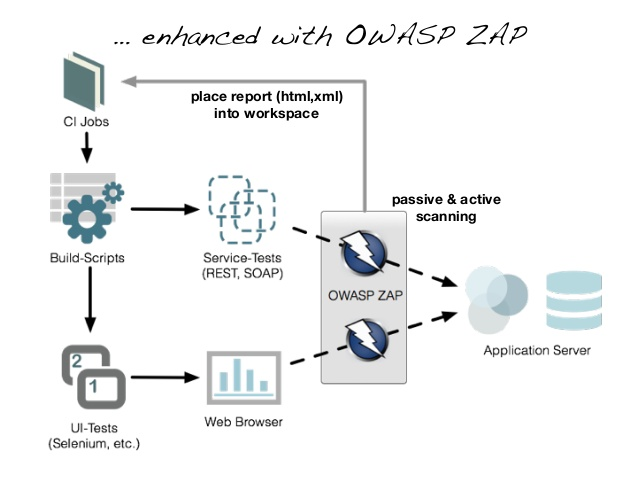 ... enhanced with OWASP ZAP
place report (html,xml)
into workspace
CI Jobs
passive & active
scanning
Build-Scripts
Service-Tests
(REST, SOAP)
OWASP ZAP
Application Server
2
1
UI-Tests
(Selenium, etc.)
Web Browser